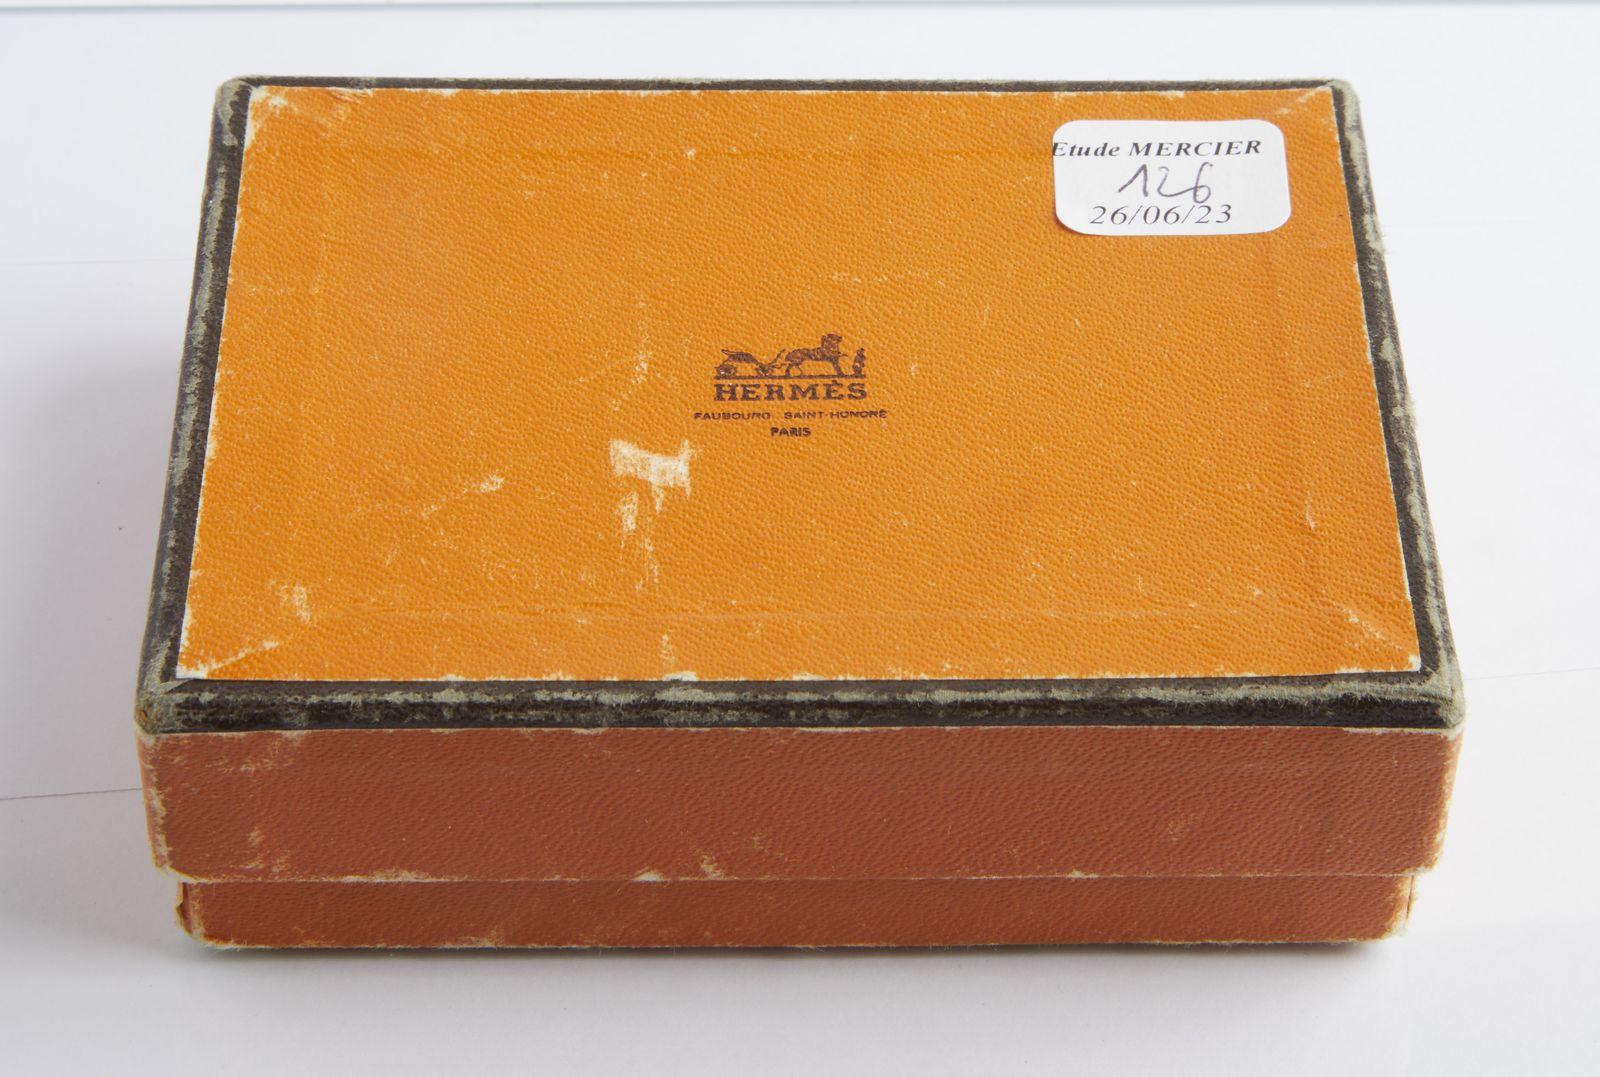 Etude MERCIER
126
26/06/23
HERMÈS
FAUBOURG SAINT-HONORÉ
PARIS